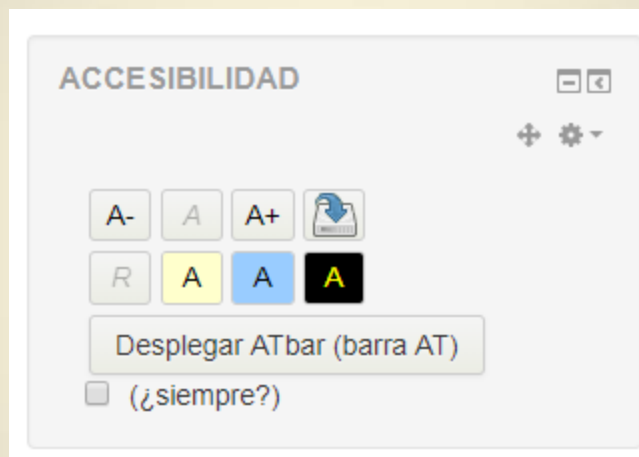 ACCESIBILIDAD
A- A A+
R A A A
Desplegar ATbar (barra AT)
(¿siempre?)